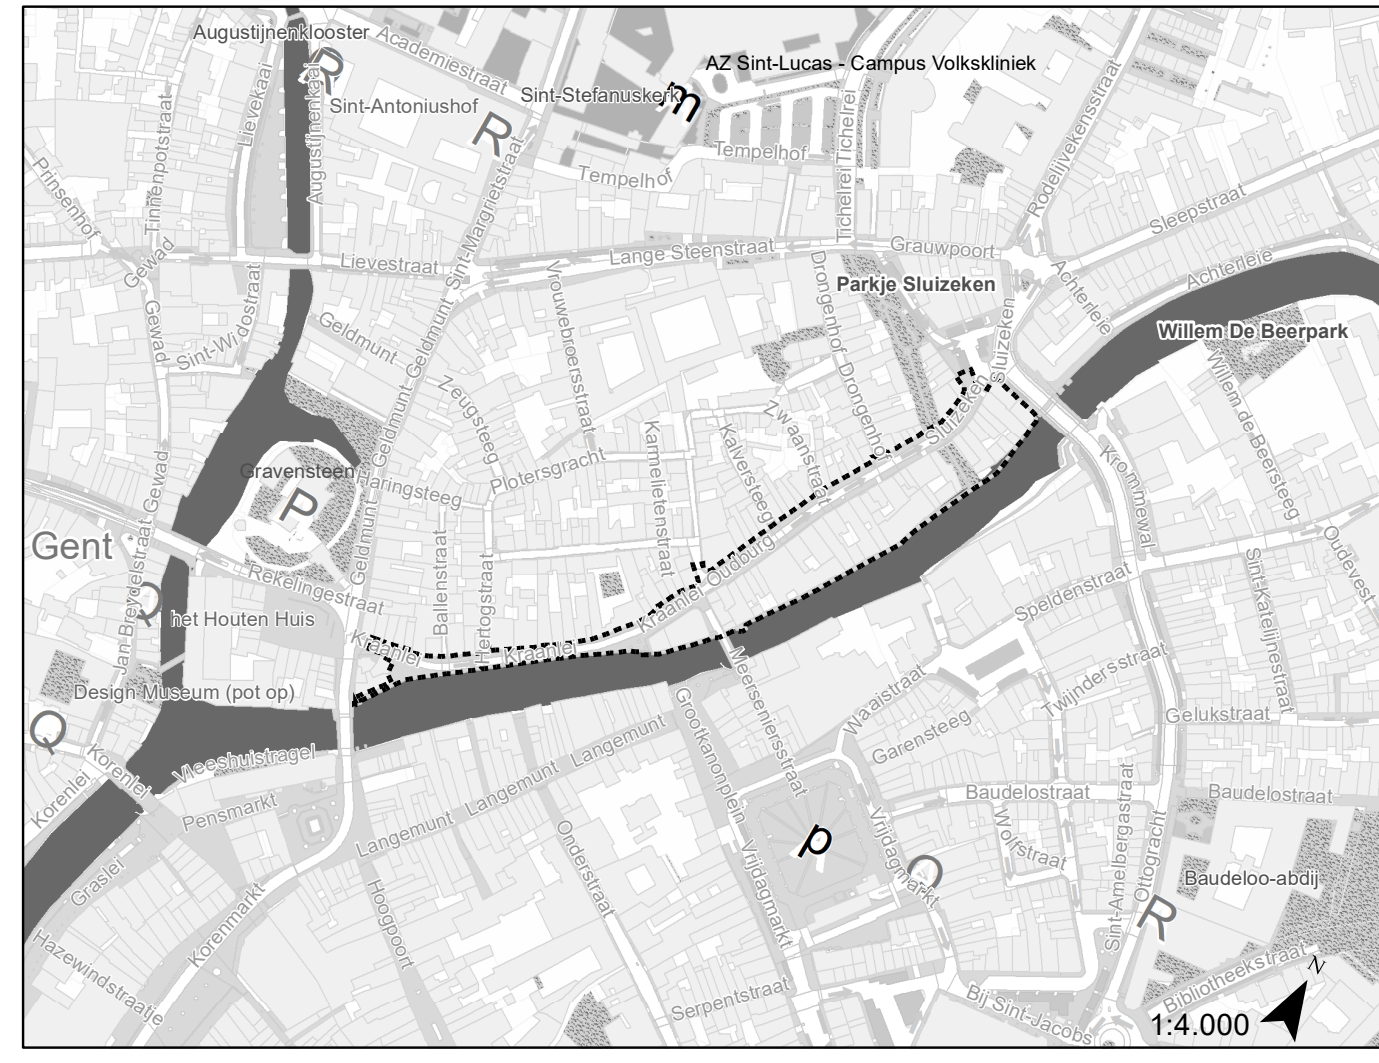 Augustijnenklooster
R
Academiestraat
AZ Sint-Lucas - Campus Volkskliniek
Lievekaai
Augustijnenkaai
Sint-Antoniushof
Sint-Stefanuskerk
m
R
Tinnenpotstraat
Prinsenhof
Tempelhof
Tempelhof
Tichelrei
Tichelrei
Rodelijvekensstraat
Sleepstraat
Sint-Margrietstraat
Gewad
Lievestraat
Lange Steenstraat
Grauwpoort
Achterleie
Achterleie
Parkje Sluizeken
Drongenhof
Drongenhof
Vrouwebroersstraat
Gewad
Sint-Widostraat
Geldmunt
Geldmunt
Geldmunt
Geldmunt
Geldmunt
Sluizeken
Willem De Beerpark
Willem de Beersteeg
Neugsteeg
Zwaanstraat
Sluizeken
Karmelietenstraat
Kalversteeg
Plotersgracht
Gravensteen
P
Haringsteeg
Gewad
Krommewal
Gent
Rekelingestraat
Ballenstraat
Hertogstraat
Oudburg
Oudevest
Sint-Katelijnestraat
Speldenstraat
Jan Breydelstraat
Q
het Houten Huis
Kraanlei
Kraanlei
Kraanlei
Meerseniersstraat
Twijndersstraat
Waaistraat
Design Museum (pot op)
Q
Grootkanonplein
Garensteeg
Gelukstraat
Korenlei
Korenlei
Vleeshuistragel
Pensmarkt
Langemunt
Langemunt
Langemunt
Baudelostraat
Baudelostraat
Wolfstraat
Sint-Amelbergastraat
Ottogracht
p
Vrijdagmarkt
Vrijdagmarkt
Q
Onderstraat
Hoogpoort
Graslei
Korenmarkt
Baudeloo-abdij
R
Hazewindstraatje
Serpentstraat
Bij Sint-Jacobs
Bibliotheekstraat
N
1:4.000